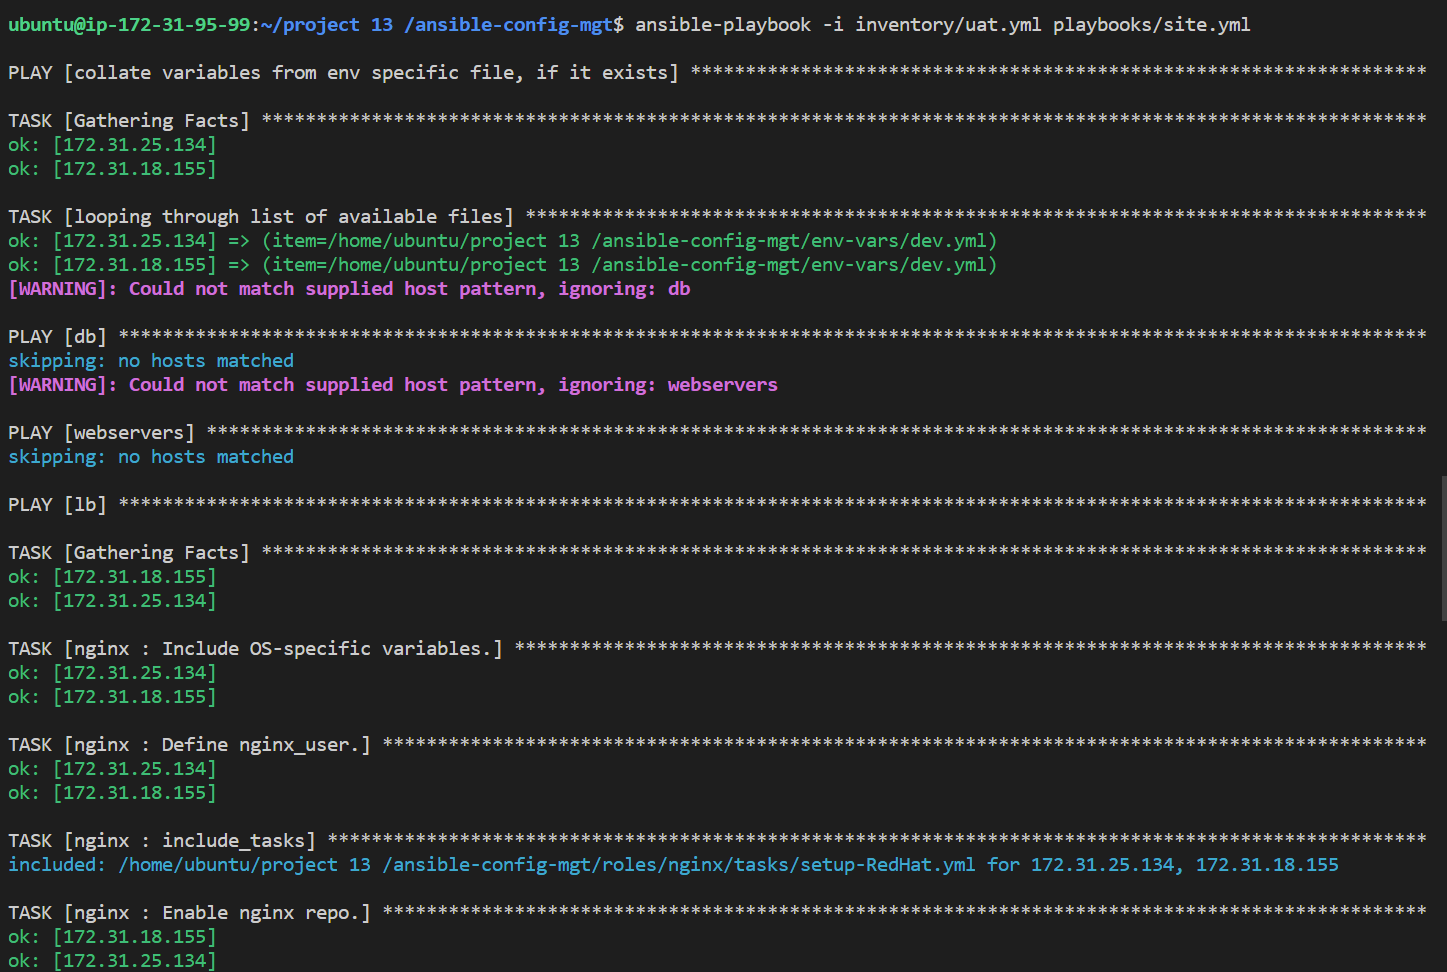 ubuntu@ip-172-31-95-99:~/project 13 /ansible-config-mgt$ ansible-playbook -i inventory/uat.yml playbooks/site.yml
PLAY [collate variables from env specific file, if it exists] *******************************************************************
TASK [Gathering Facts] **********************************************************************************************************
ok: [172.31.25.134]
ok: [172.31.18.155]
TASK [looping through list of available files] **********************************************************************************
ok: [172.31.25.134] => (item=/home/ubuntu/project 13 /ansible-config-mgt/env-vars/dev.yml)
ok: [172.31.18.155] => (item=/home/ubuntu/project 13 /ansible-config-mgt/env-vars/dev.yml)
[WARNING]: Could not match supplied host pattern, ignoring: db
PLAY [db] ***********************************************************************************************************************
skipping: no hosts matched
[WARNING]: Could not match supplied host pattern, ignoring: webservers
PLAY [webservers] ***************************************************************************************************************
skipping: no hosts matched
PLAY [lb] ***********************************************************************************************************************
TASK [Gathering Facts] **********************************************************************************************************
ok: [172.31.18.155]
ok: [172.31.25.134]
TASK [nginx : Include OS-specific variables.] ***********************************************************************************
ok: [172.31.25.134]
ok: [172.31.18.155]
TASK [nginx : Define nginx_user.] ***********************************************************************************************
ok: [172.31.25.134]
ok: [172.31.18.155]
TASK [nginx : include_tasks] ****************************************************************************************************
included: /home/ubuntu/project 13 /ansible-config-mgt/roles/nginx/tasks/setup-RedHat.yml for 172.31.25.134, 172.31.18.155
TASK [nginx : Enable nginx repo.] ***********************************************************************************************
ok: [172.31.18.155]
ok: [172.31.25.134]